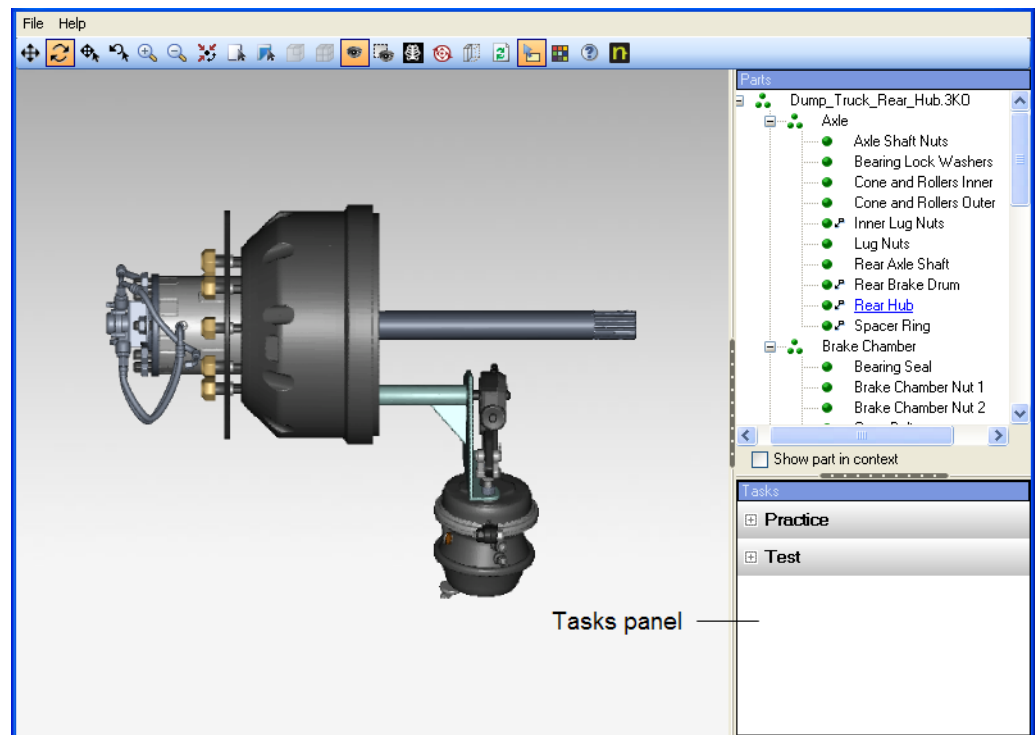 File Help
Parts
Dump_Truck_Rear_Hub.3KO
Axle
Axle Shaft Nuts
Bearing Lock Washers
Cone and Rollers Inner
Cone and Rollers Outer
Inner Lug Nuts
Lug Nuts
Rear Axle Shaft
Rear Brake Drum
Rear Hub
Spacer Ring
Brake Chamber
Bearing Seal
Brake Chamber Nut 1
Brake Chamber Nut 2
Show part in context
Tasks
Practice
Test
Tasks panel